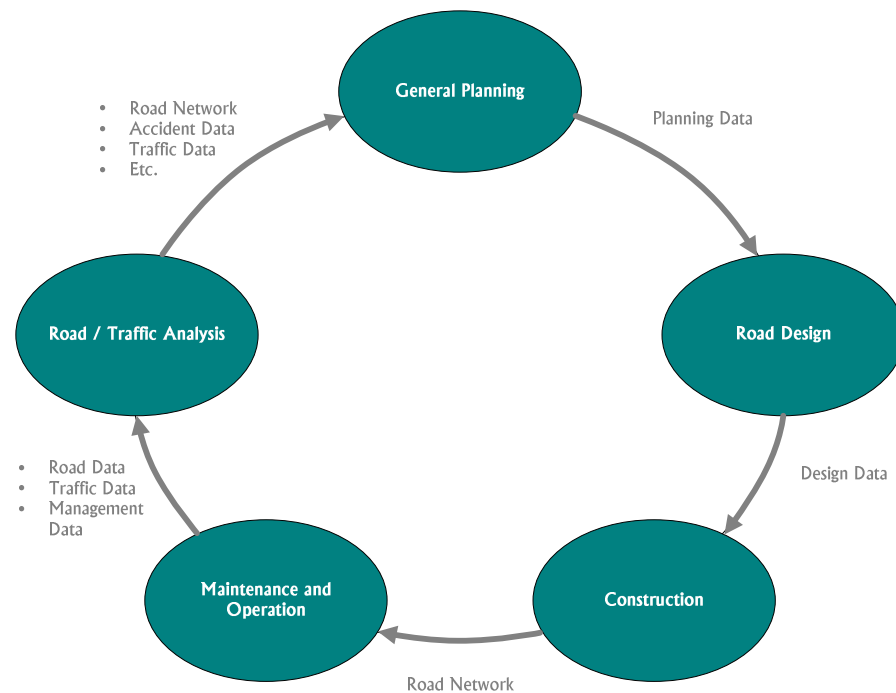 General Planning
• Road Network
• Accident Data
• Traffic Data
• Etc.
Planning Data
Road / Traffic Analysis
Road Design
• Road Data
• Traffic Data
• Management
Data
Design Data
Maintenance and
Operation
Construction
Road Network